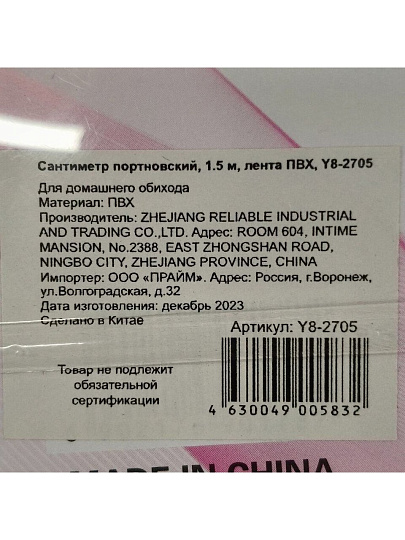 Сантиметр портновский, 1.5 м, лента ПВХ, Y8-2705
Для домашнего обихода
Материал: ПВХ
Производитель: ZHEJIANG RELIABLE INDUSTRIAL
AND TRADING CO.,LTD. Адрес: ROOM 604, INTIME
MANSION, No.2388, EAST ZHONGSHAN ROAD,
NINGBO CITY, ZHEJIANG PROVINCE, CHINA
Импортер: ООО «ПРАЙМ». Адрес: Россия, г.Воронеж,
ул.Волгоградская, д.32
Дата изготовления: декабрь 2023
Сделано в Китае
Артикул: Y8-2705
Товар не подлежит
обязательной
сертификации
4 630049 005832
MADE IN CHINA